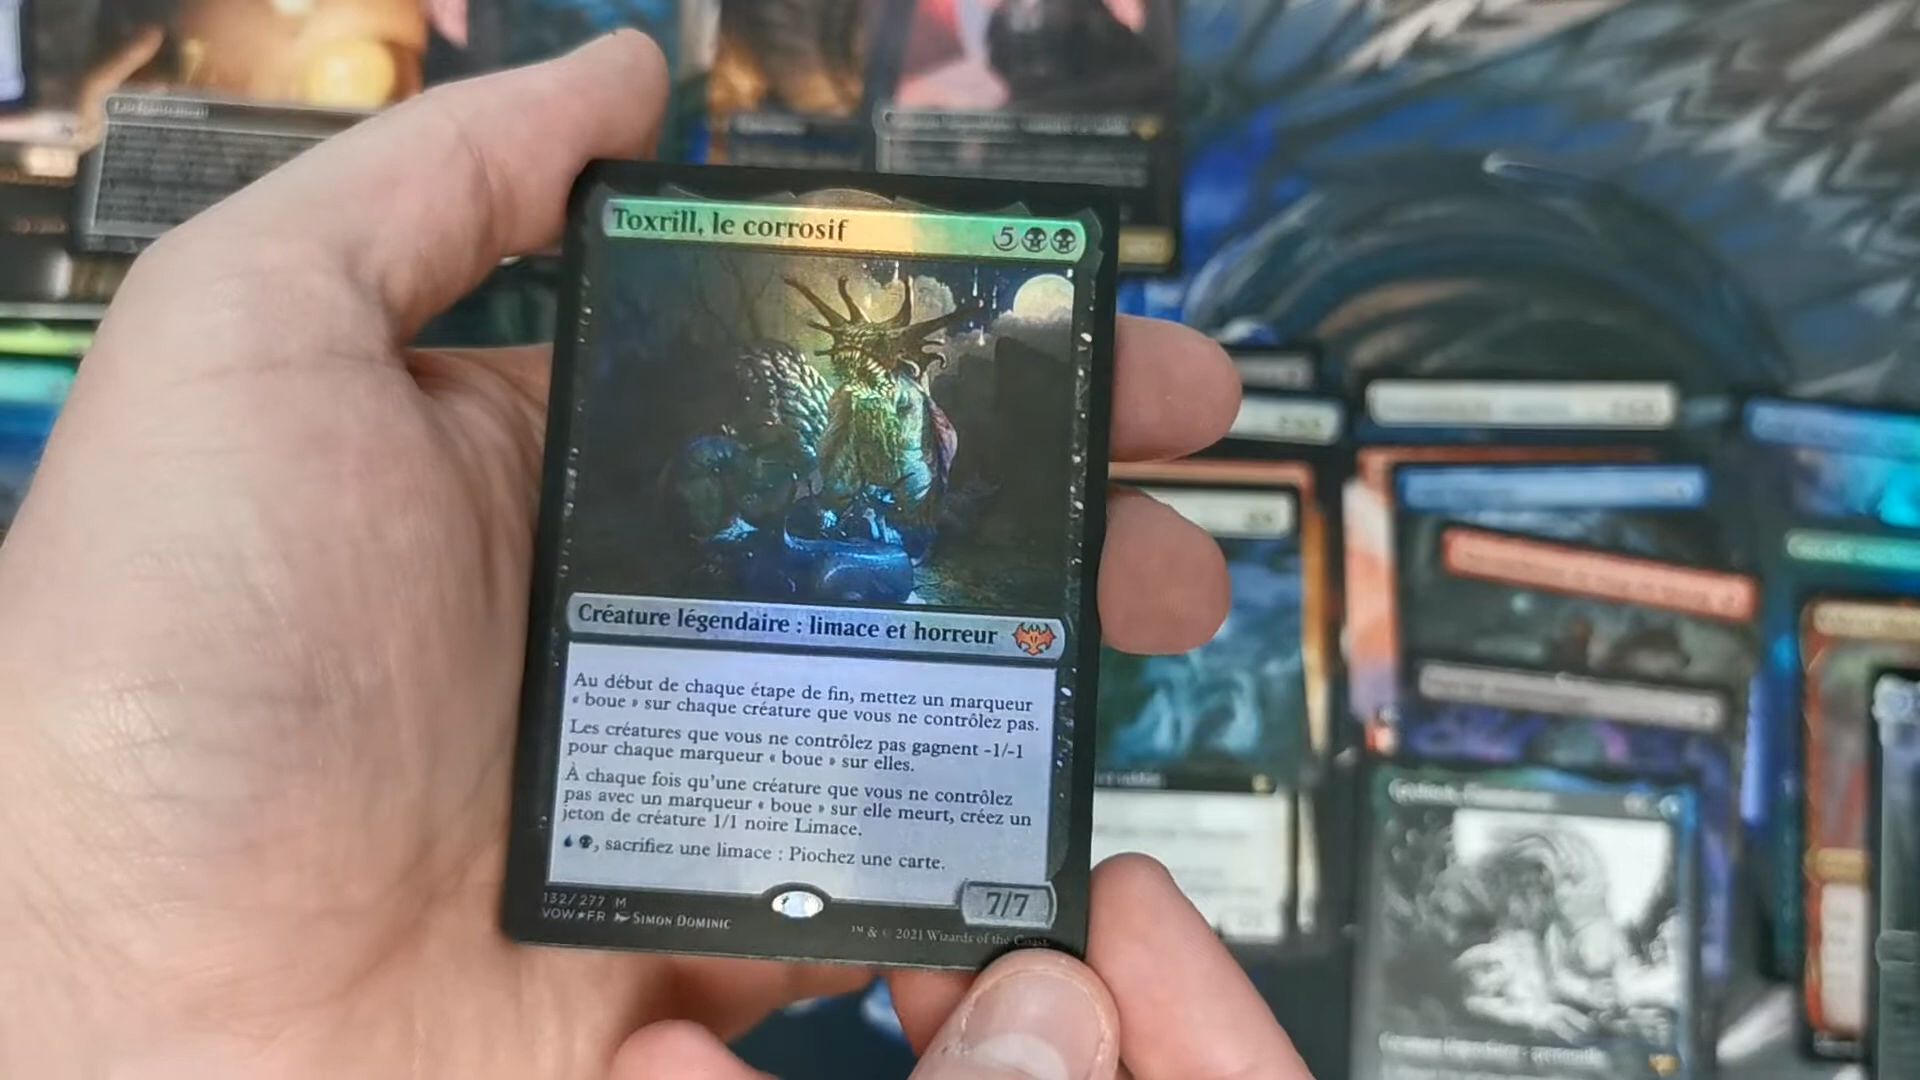 Toxrill, le corrosif 5
Créature légendaire : limace et horreur
Au début de chaque étape de fin, mettez un marqueur
« boue » sur chaque créature que vous ne contrôlez pas.
Les créatures que vous ne contrôlez pas gagnent -1/-1
pour chaque marqueur « boue » sur elles.
À chaque fois qu'une créature que vous ne contrôlez
pas avec un marqueur « boue » sur elle meurt, créez un
jeton de créature 1/1 noire Limace.
, sacrifiez une limace : Piochez une carte.
7/7
132/277 M
VOW★FR Simon Dominic
™ & © 2021 Wizards of the Coast